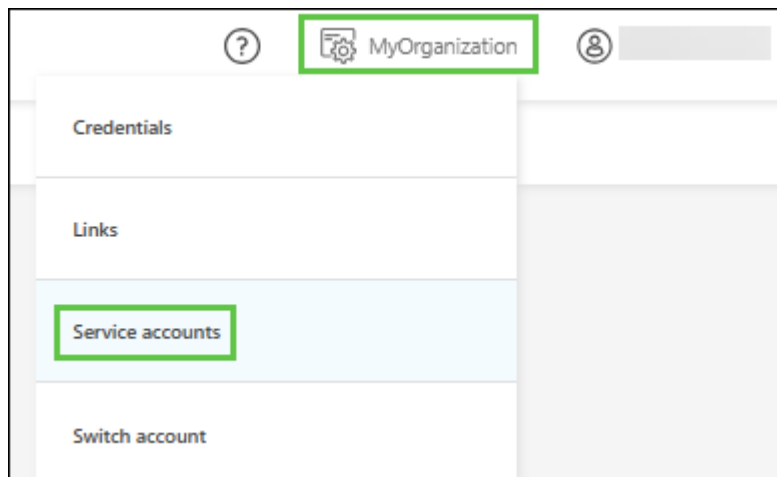 MyOrganization
Credentials
Links
Service accounts
Switch account